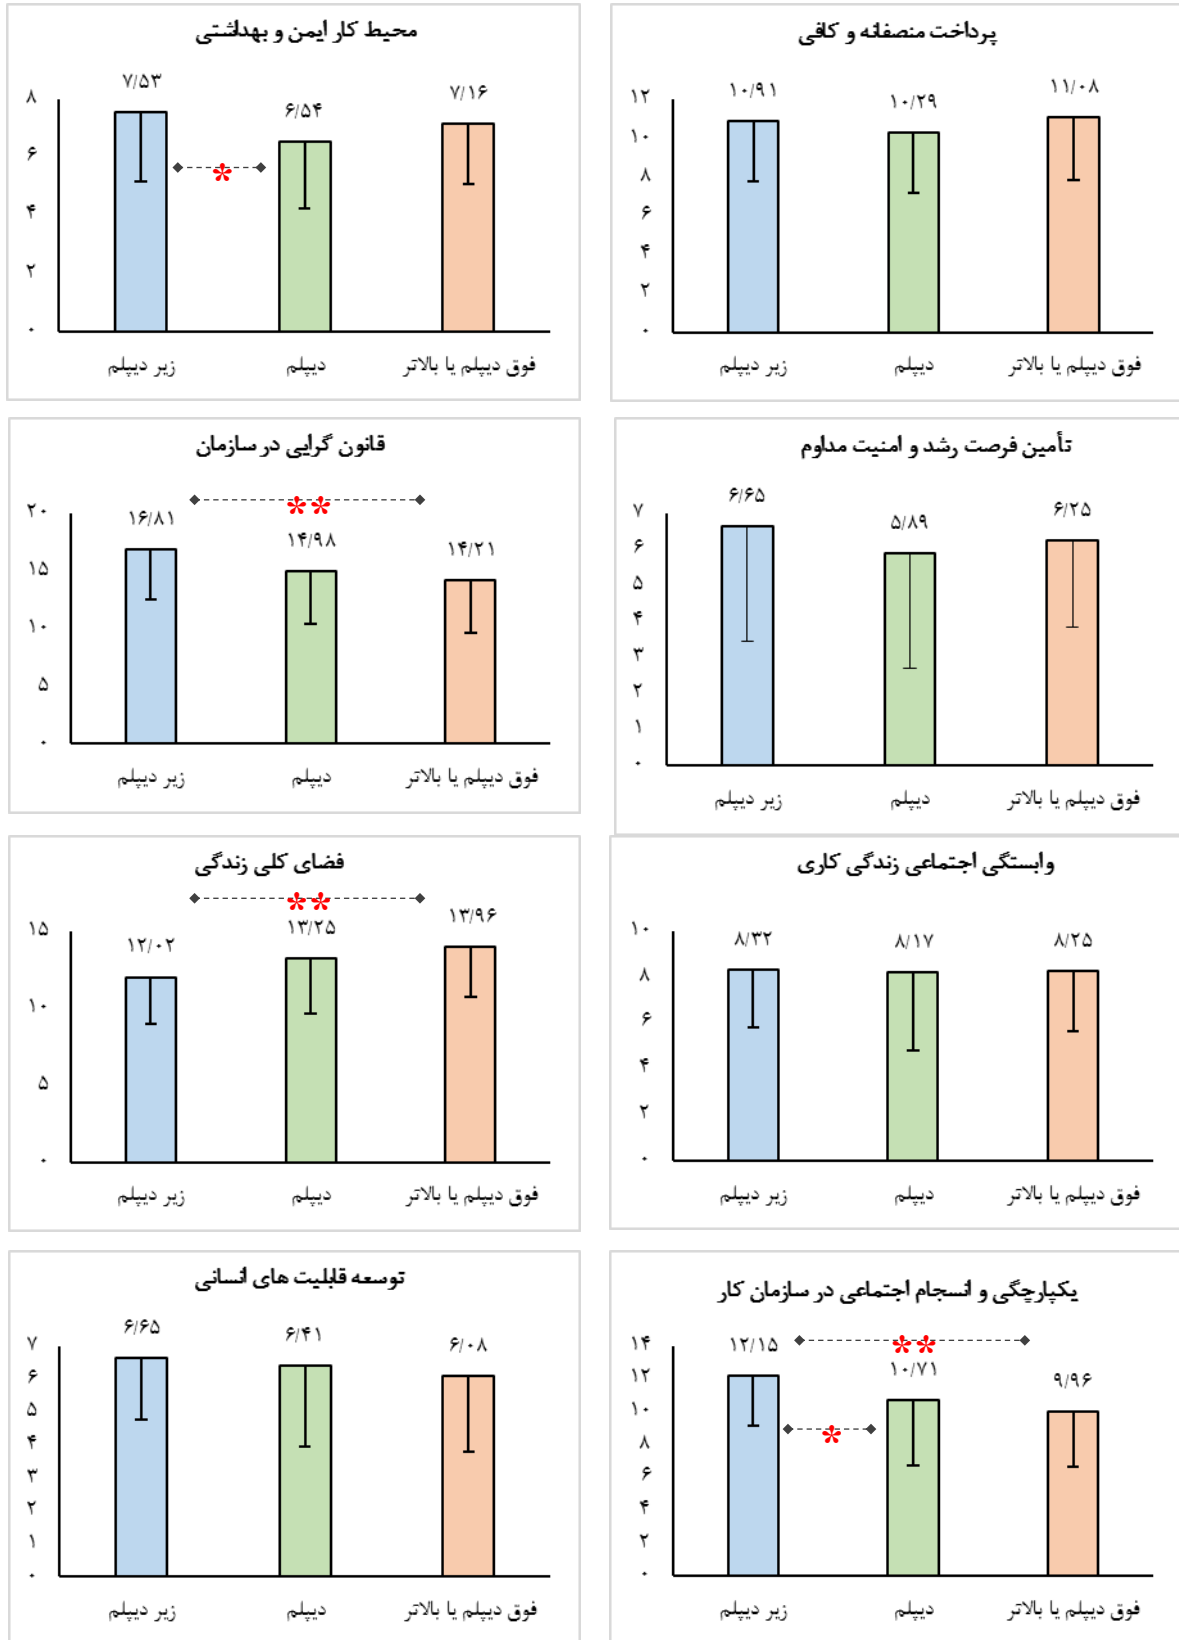 پرداخت منصفانه و کافی
۱۰/۹۱
۱۰/۲۹
۱۱/۰۸
۱۲
۱۰
۸
۶
۴
۲
۰
زیر دیپلم
دیپلم
فوق دیپلم یا بالاتر
محیط کار ایمن و بهداشتی
۷/۵۳
۶/۵۴
۷/۱۶
۸
۶
۴
۲
۰
*
زیر دیپلم
دیپلم
فوق دیپلم یا بالاتر
تأمین فرصت رشد و امنیت مداوم
۶/۶۵
۵/۸۹
۶/۲۵
۷
۶
۵
۴
۳
۲
۱
۰
زیر دیپلم
دیپلم
فوق دیپلم یا بالاتر
قانون گرایی در سازمان
**
۱۶/۸۱
۱۴/۹۸
۱۴/۲۱
۲۰
۱۵
۱۰
۵
۰
زیر دیپلم
دیپلم
فوق دیپلم یا بالاتر
وابستگی اجتماعی زندگی کاری
۸/۳۲
۸/۱۷
۸/۲۵
۱۰
۸
۶
۴
۲
۰
زیر دیپلم
دیپلم
فوق دیپلم یا بالاتر
فضای کلی زندگی
**
۱۲/۰۲
۱۳/۲۵
۱۳/۹۶
۱۵
۱۰
۵
۰
زیر دیپلم
دیپلم
فوق دیپلم یا بالاتر
یکپارچگی و انسجام اجتماعی در سازمان کار
**
۱۲/۱۵
۱۰/۷۱
۹/۹۶
۱۴
۱۲
۱۰
۸
۶
۴
۲
۰
*
زیر دیپلم
دیپلم
فوق دیپلم یا بالاتر
توسعه قابلیت های انسانی
۶/۶۵
۶/۴۱
۶/۰۸
۷
۶
۵
۴
۳
۲
۱
۰
زیر دیپلم
دیپلم
فوق دیپلم یا بالاتر